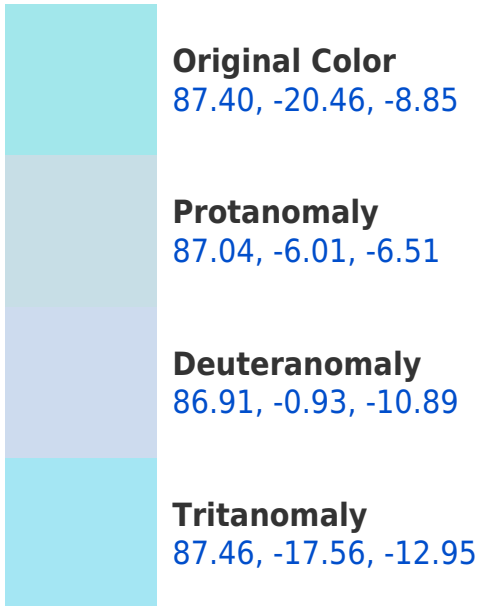 Original Color
87.40, -20.46, -8.85
Protanomaly
87.04, -6.01, -6.51
Deuteranomaly
86.91, -0.93, -10.89
Tritanomaly
87.46, -17.56, -12.95